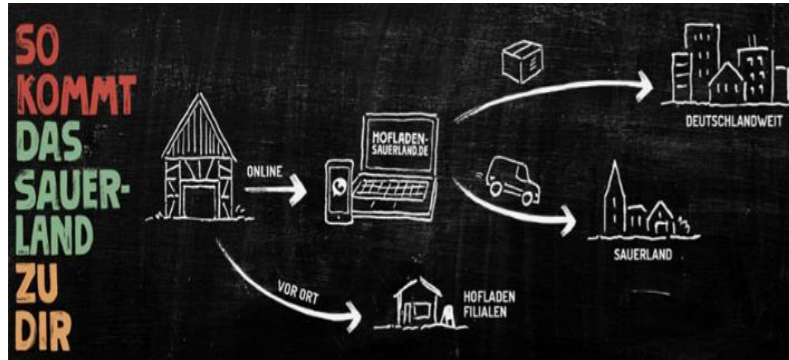 SO
KOMMT
DAS
SAUER-
LAND
ZU
DIR
ONLINE
HOFLADEN-
SAUERLAND.DE
DEUTSCHLANDWEIT
SAUERLAND
VOR ORT
HOFLADEN
FILIALEN